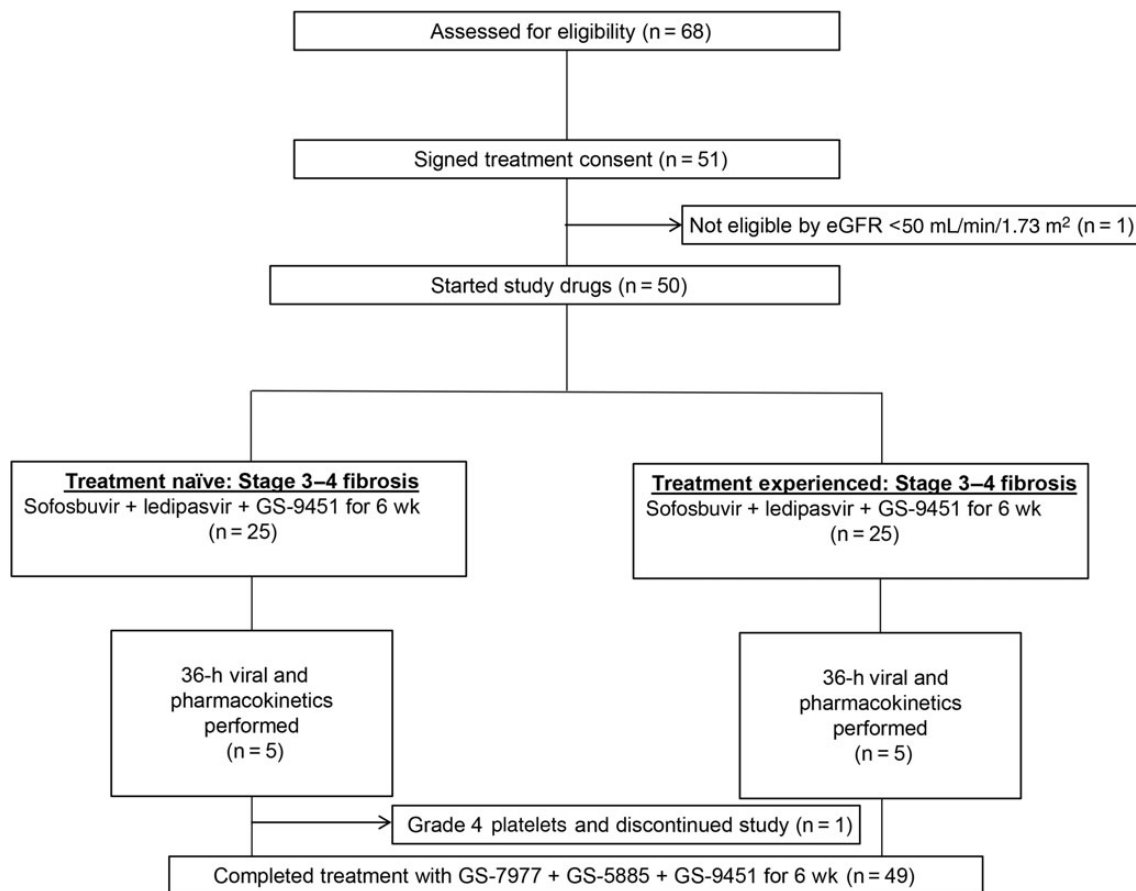 Assessed for eligibility (n = 68)
Signed treatment consent (n = 51)
Not eligible by eGFR <50 mL/min/1.73 m² (n = 1)
Started study drugs (n = 50)
Treatment naïve: Stage 3–4 fibrosis
Sofosbuvir + ledipasvir + GS-9451 for 6 wk
(n = 25)
Treatment experienced: Stage 3–4 fibrosis
Sofosbuvir + ledipasvir + GS-9451 for 6 wk
(n = 25)
36-h viral and
pharmacokinetics
performed
(n = 5)
36-h viral and
pharmacokinetics
performed
(n = 5)
Grade 4 platelets and discontinued study (n = 1)
Completed treatment with GS-7977 + GS-5885 + GS-9451 for 6 wk (n = 49)